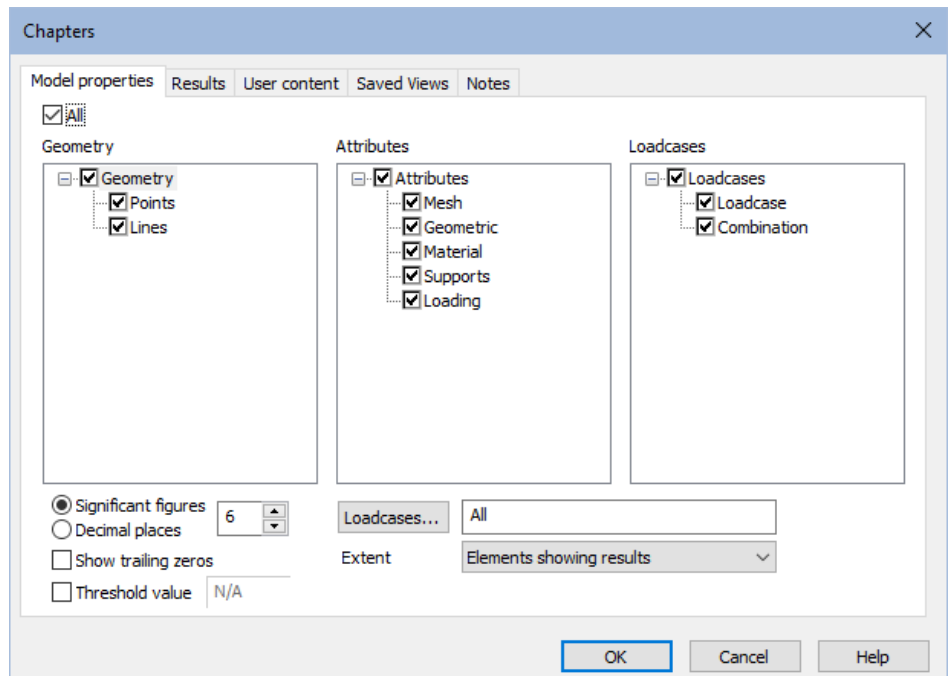 Chapters
Model properties Results User content Saved Views Notes
All
Geometry Attributes Loadcases
Geometry
Points
Lines
Attributes
Mesh
Geometric
Material
Supports
Loading
Loadcases
Loadcase
Combination
Significant figures
Decimal places
6
Show trailing zeros
Threshold value N/A
Loadcases... All
Extent Elements showing results
OK Cancel Help